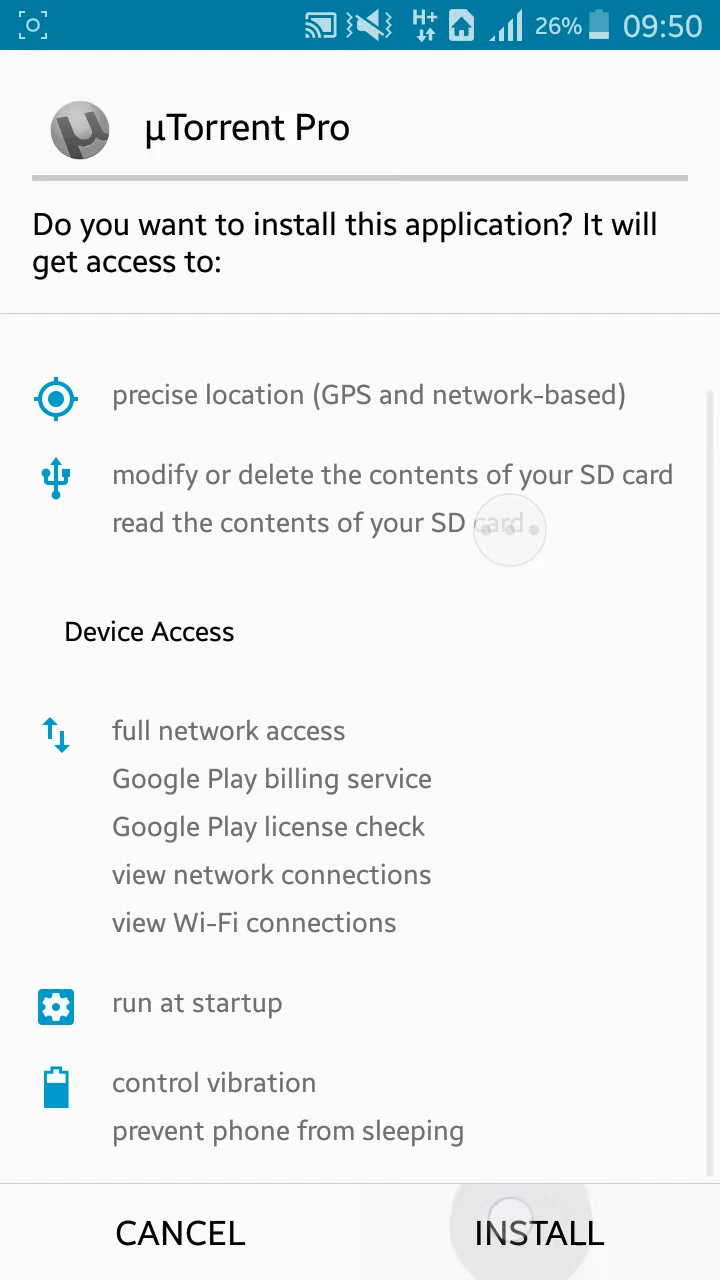 H+ 26% 09:50
µTorrent Pro
Do you want to install this application? It will
get access to:
precise location (GPS and network-based)
modify or delete the contents of your SD card
read the contents of your SD card
Device Access
full network access
Google Play billing service
Google Play license check
view network connections
view Wi-Fi connections
run at startup
control vibration
prevent phone from sleeping
CANCEL INSTALL